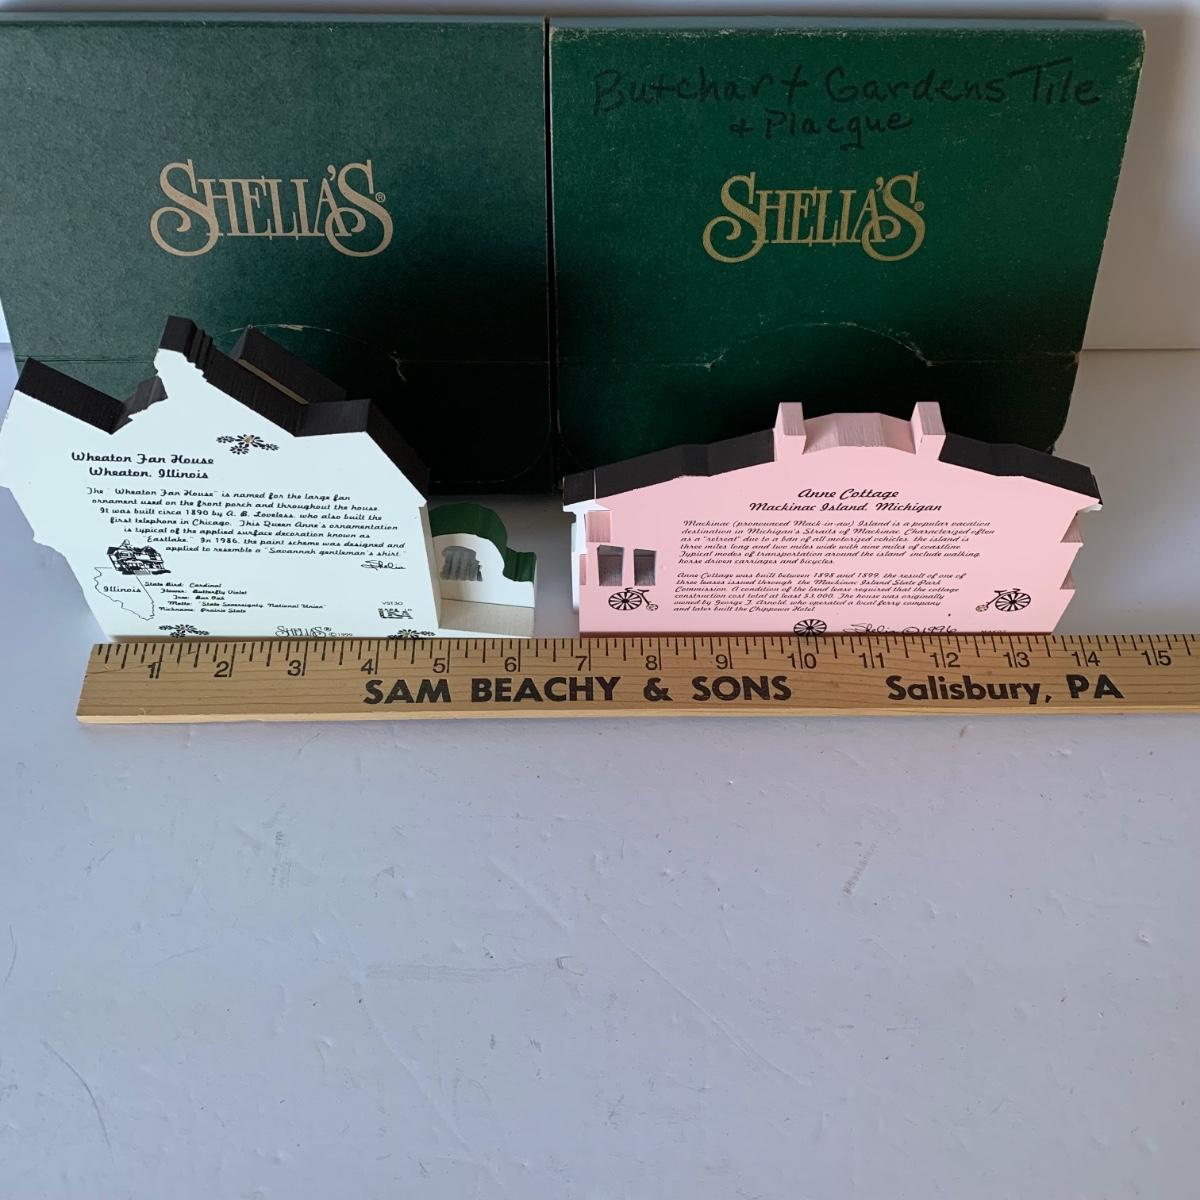 Butchart Gardens Tile
+ Placque
SHELIA'S®
SHELIA'S®
Wheaton Fan House
Wheaton, Illinois
The "Wheaton Fan House" is named for the large fan
ornament used on the front porch and throughout the house.
It was built circa 1890 by A. B. Loveless, who also built the
first telephone in Chicago. This Queen Anne's ornamentation
is typical of the applied surface decoration known as
"Eastlake." In 1986, the paint scheme was designed and
applied to resemble a "Savannah gentleman's shirt."
Shelia
Illinois
State Bird: Cardinal
Flower: Butterfly Violet
Tree: Bur Oak
Motto: "State Sovereignty, National Union"
Nickname: Prairie State
VST30
USA
SHELIA'S © 1999
Anne Cottage
Mackinac Island, Michigan
Mackinac (pronounced Mack-in-aw) Island is a popular vacation
destination in Michigan's Straits of Mackinac. Characterized often
as a "retreat" due to a ban of all motorized vehicles, the island is
three miles long and two miles wide with nine miles of coastline.
Typical modes of transportation around the island include walking,
horse driven carriages and bicycles.
Anne Cottage was built between 1898 and 1899, the result of one of
three leases issued through the Mackinac Island State Park
Commission. A condition of the land lease required that the cottage
construction cost total at least $3,000. The house was originally
owned by George T. Arnold, who operated a local ferry company
and later built the Chippewa Hotel.
Shelia © 1996
1 2 3 4 5 6 7 8 9 10 11 12 13 14 15
SAM BEACHY & SONS Salisbury, PA